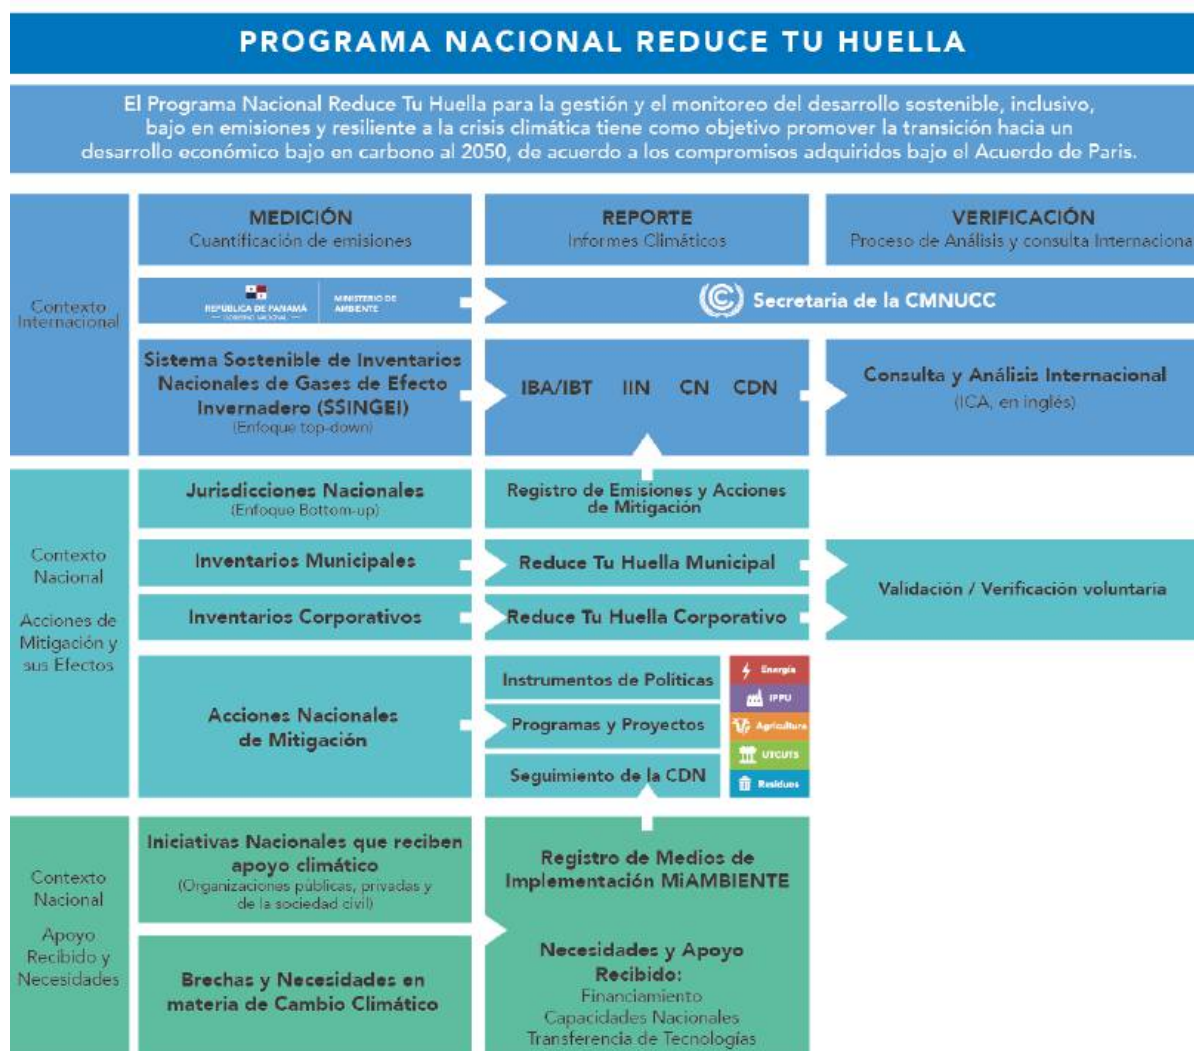 PROGRAMA NACIONAL REDUCE TU HUELLA
El Programa Nacional Reduce Tu Huella para la gestión y el monitoreo del desarrollo sostenible, inclusivo,
bajo en emisiones y resiliente a la crisis climática tiene como objetivo promover la transición hacia un
desarrollo económico bajo en carbono al 2050, de acuerdo a los compromisos adquiridos bajo el Acuerdo de Paris.
MEDICIÓN
Cuantificación de emisiones
REPORTE
Informes Climáticos
VERIFICACIÓN
Proceso de Análisis y consulta Internaciona
Contexto
Internacional
REPÚBLICA DE PANAMÁ
— GOBIERNO NACIONAL —
MINISTERIO DE
AMBIENTE
Secretaria de la CMNUCC
Sistema Sostenible de Inventarios
Nacionales de Gases de Efecto
Invernadero (SSINGEI)
(Enfoque top-down)
IBA/IBT IIN CN CDN
Consulta y Análisis Internacional
(ICA, en inglés)
Contexto
Nacional
Acciones de
Mitigación y
sus Efectos
Jurisdicciones Nacionales
(Enfoque Bottom-up)
Registro de Emisiones y Acciones
de Mitigación
Inventarios Municipales
Reduce Tu Huella Municipal
Validación / Verificación voluntaría
Inventarios Corporativos
Reduce Tu Huella Corporativo
Acciones Nacionales
de Mitigación
Instrumentos de Políticas
Programas y Proyectos
Seguimiento de la CDN
Energía
IPPU
Agricultura
UTCUTS
Residuos
Contexto
Nacional
Apoyo
Recibido y
Necesidades
Iniciativas Nacionales que reciben
apoyo climático
(Organizaciones públicas, privadas y
de la sociedad civil)
Brechas y Necesidades en
materia de Cambio Climático
Registro de Medios de
Implementación MiAMBIENTE
Necesidades y Apoyo
Recibido:
Financiamiento
Capacidades Nacionales
Transferencia de Tecnologías